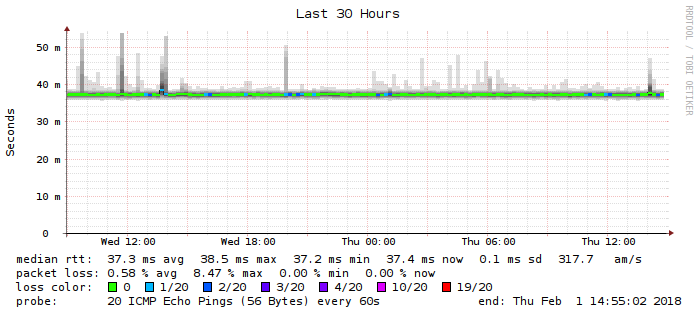 Last 30 Hours
RRDTOOL / TOBI OETIKER
Seconds
50 m
40 m
30 m
20 m
10 m
0
Wed 12:00 Wed 18:00 Thu 00:00 Thu 06:00 Thu 12:00
median rtt: 37.3 ms avg 38.5 ms max 37.2 ms min 37.4 ms now 0.1 ms sd 317.7 am/s
packet loss: 0.58 % avg 8.47 % max 0.00 % min 0.00 % now
loss color: 0 1/20 2/20 3/20 4/20 10/20 19/20
probe: 20 ICMP Echo Pings (56 Bytes) every 60s end: Thu Feb 1 14:55:02 2018